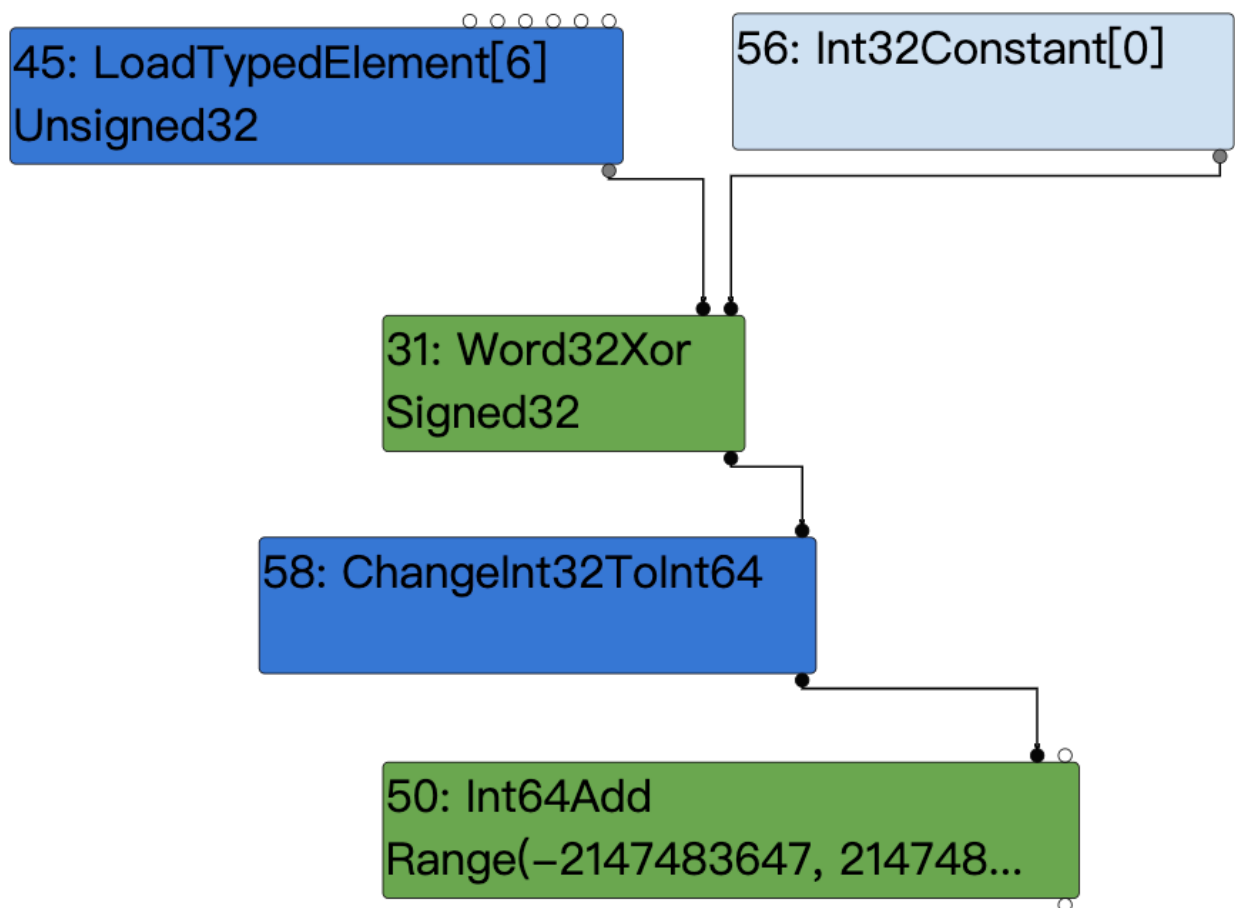 45: LoadTypedElement[6]
Unsigned32
56: Int32Constant[0]
31: Word32Xor
Signed32
58: ChangeInt32ToInt64
50: Int64Add
Range(−2147483647, 214748...